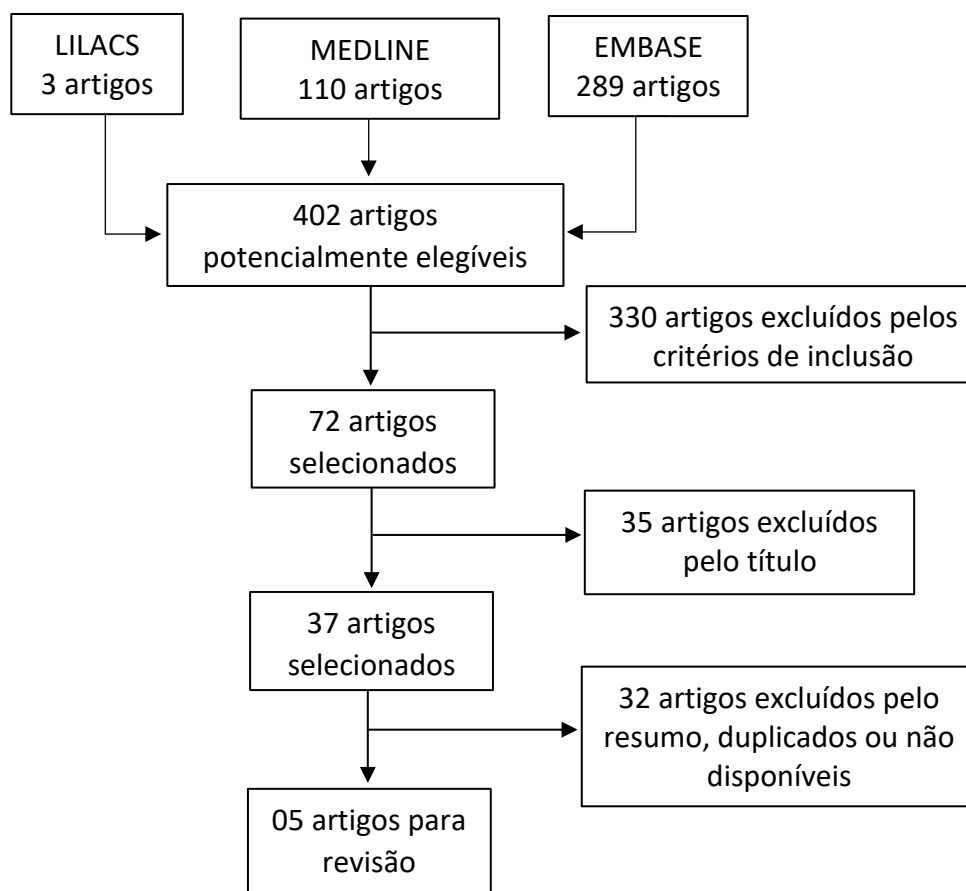 LILACS
3 artigos
MEDLINE
110 artigos
EMBASE
289 artigos
402 artigos
potencialmente elegíveis
330 artigos excluídos pelos
critérios de inclusão
72 artigos
selecionados
35 artigos excluídos
pelo título
37 artigos
selecionados
32 artigos excluídos pelo
resumo, duplicados ou não
disponíveis
05 artigos para
revisão